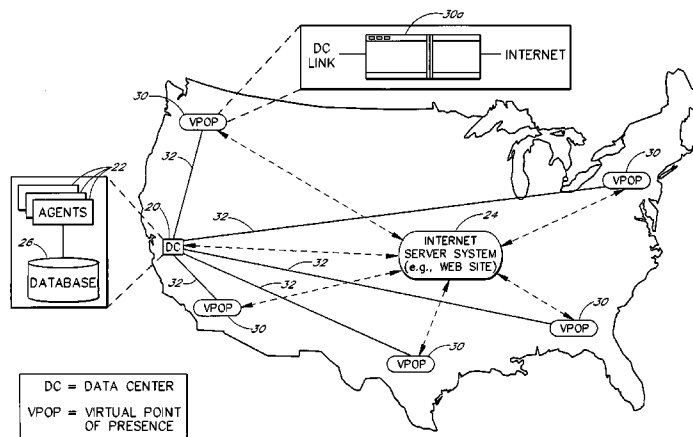 30a
DC
LINK
INTERNET
30
VPOP
32
30
VPOP
22
AGENTS
26
DATABASE
20
DC
32
24
INTERNET
SERVER SYSTEM
(e.g., WEB SITE)
32
32
32
VPOP
30
30
VPOP
30
VPOP
DC = DATA CENTER
VPOP = VIRTUAL POINT
OF PRESENCE